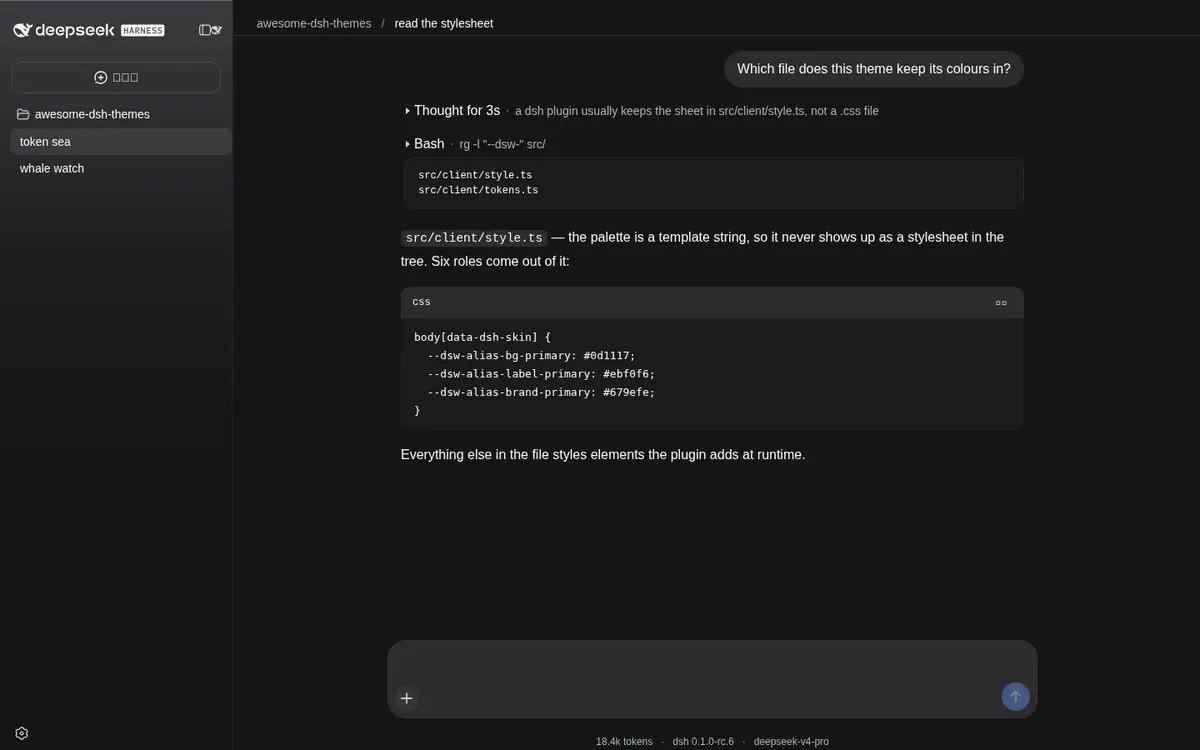 deepseek HARNESS
awesome-dsh-themes
token sea
whale watch
awesome-dsh-themes / read the stylesheet
Which file does this theme keep its colours in?
Thought for 3s · a dsh plugin usually keeps the sheet in src/client/style.ts, not a .css file
Bash · rg -l "--dsw-" src/
src/client/style.ts
src/client/tokens.ts
src/client/style.ts — the palette is a template string, so it never shows up as a stylesheet in the
tree. Six roles come out of it:
css
body[data-dsh-skin] {
--dsw-alias-bg-primary: #0d1117;
--dsw-alias-label-primary: #ebf0f6;
--dsw-alias-brand-primary: #679efe;
}
Everything else in the file styles elements the plugin adds at runtime.
18.4k tokens · dsh 0.1.0-rc.6 · deepseek-v4-pro